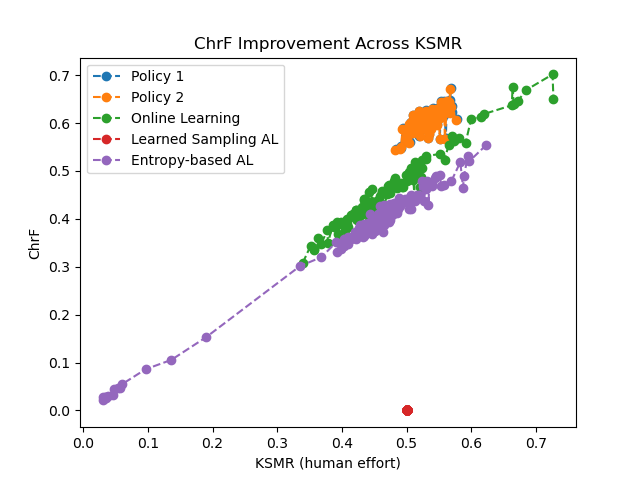 ChrF Improvement Across KSMR
Policy 1
Policy 2
Online Learning
Learned Sampling AL
Entropy-based AL
ChrF
0.7
0.6
0.5
0.4
0.3
0.2
0.1
0.0
0.0 0.1 0.2 0.3 0.4 0.5 0.6 0.7
KSMR (human effort)